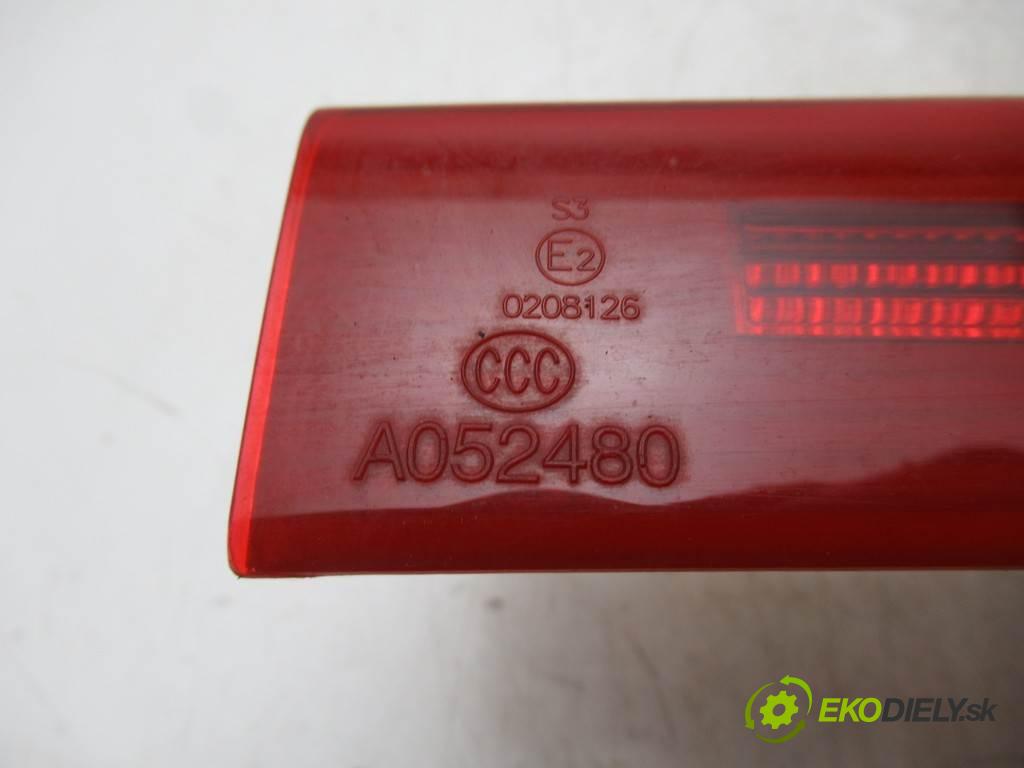 S3
E2
0208126
CCC
A052480
EKODIELY.sk